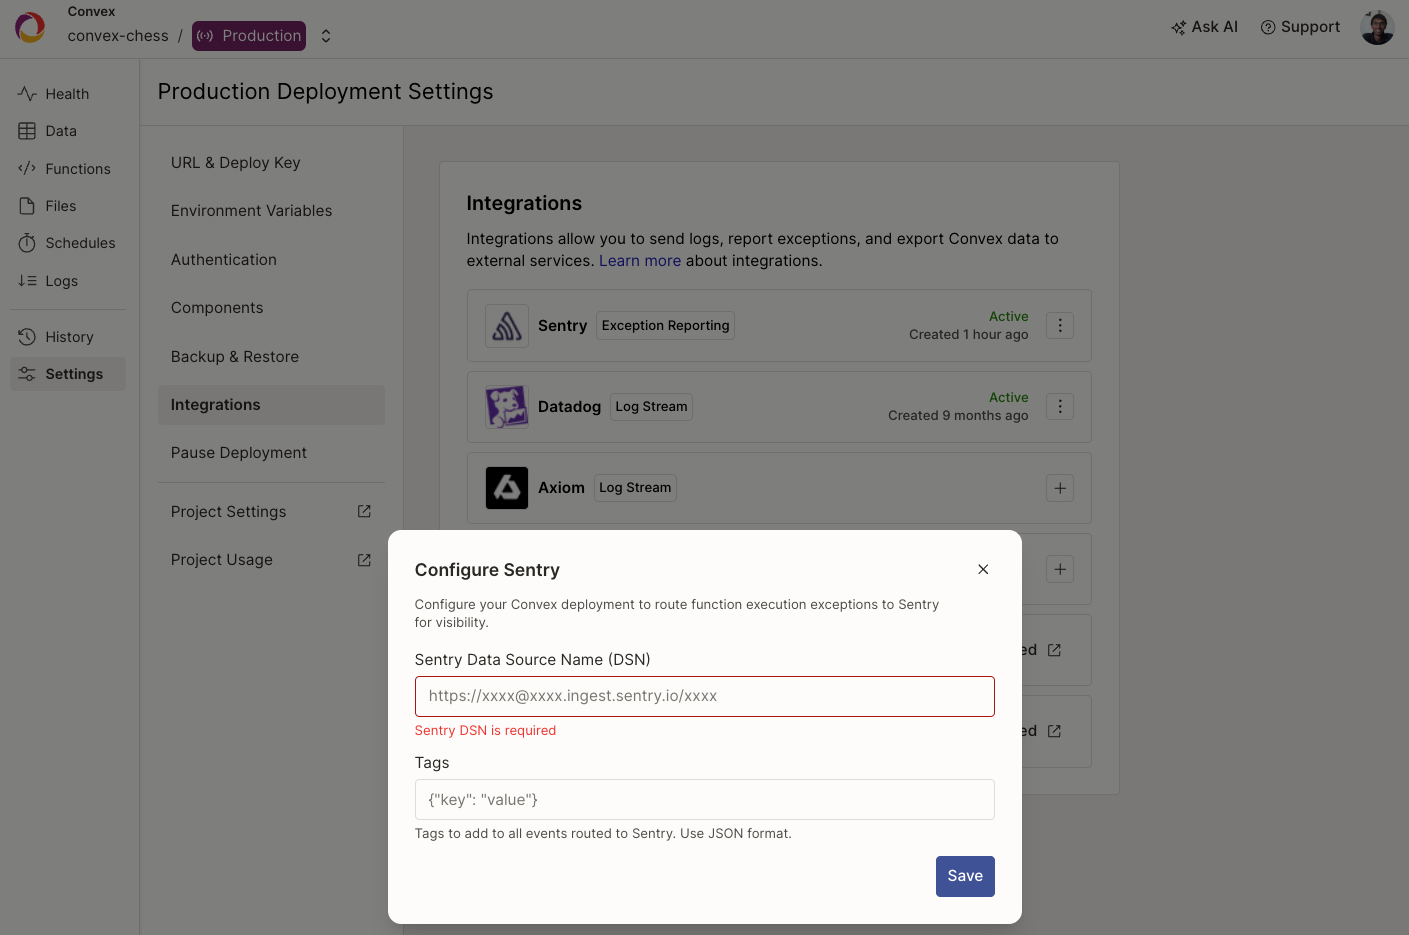 Convex
convex-chess / Production
Ask AI
Support
Health
Data
Functions
Files
Schedules
Logs
History
Settings
Production Deployment Settings
URL & Deploy Key
Environment Variables
Authentication
Components
Backup & Restore
Integrations
Pause Deployment
Project Settings
Project Usage
Integrations
Integrations allow you to send logs, report exceptions, and export Convex data to
external services. Learn more about integrations.
Sentry Exception Reporting
Active
Created 1 hour ago
Datadog Log Stream
Active
Created 9 months ago
Axiom Log Stream
Configure Sentry
Configure your Convex deployment to route function execution exceptions to Sentry
for visibility.
Sentry Data Source Name (DSN)
https://xxxx@xxxx.ingest.sentry.io/xxxx
Sentry DSN is required
Tags
{"key": "value"}
Tags to add to all events routed to Sentry. Use JSON format.
Save